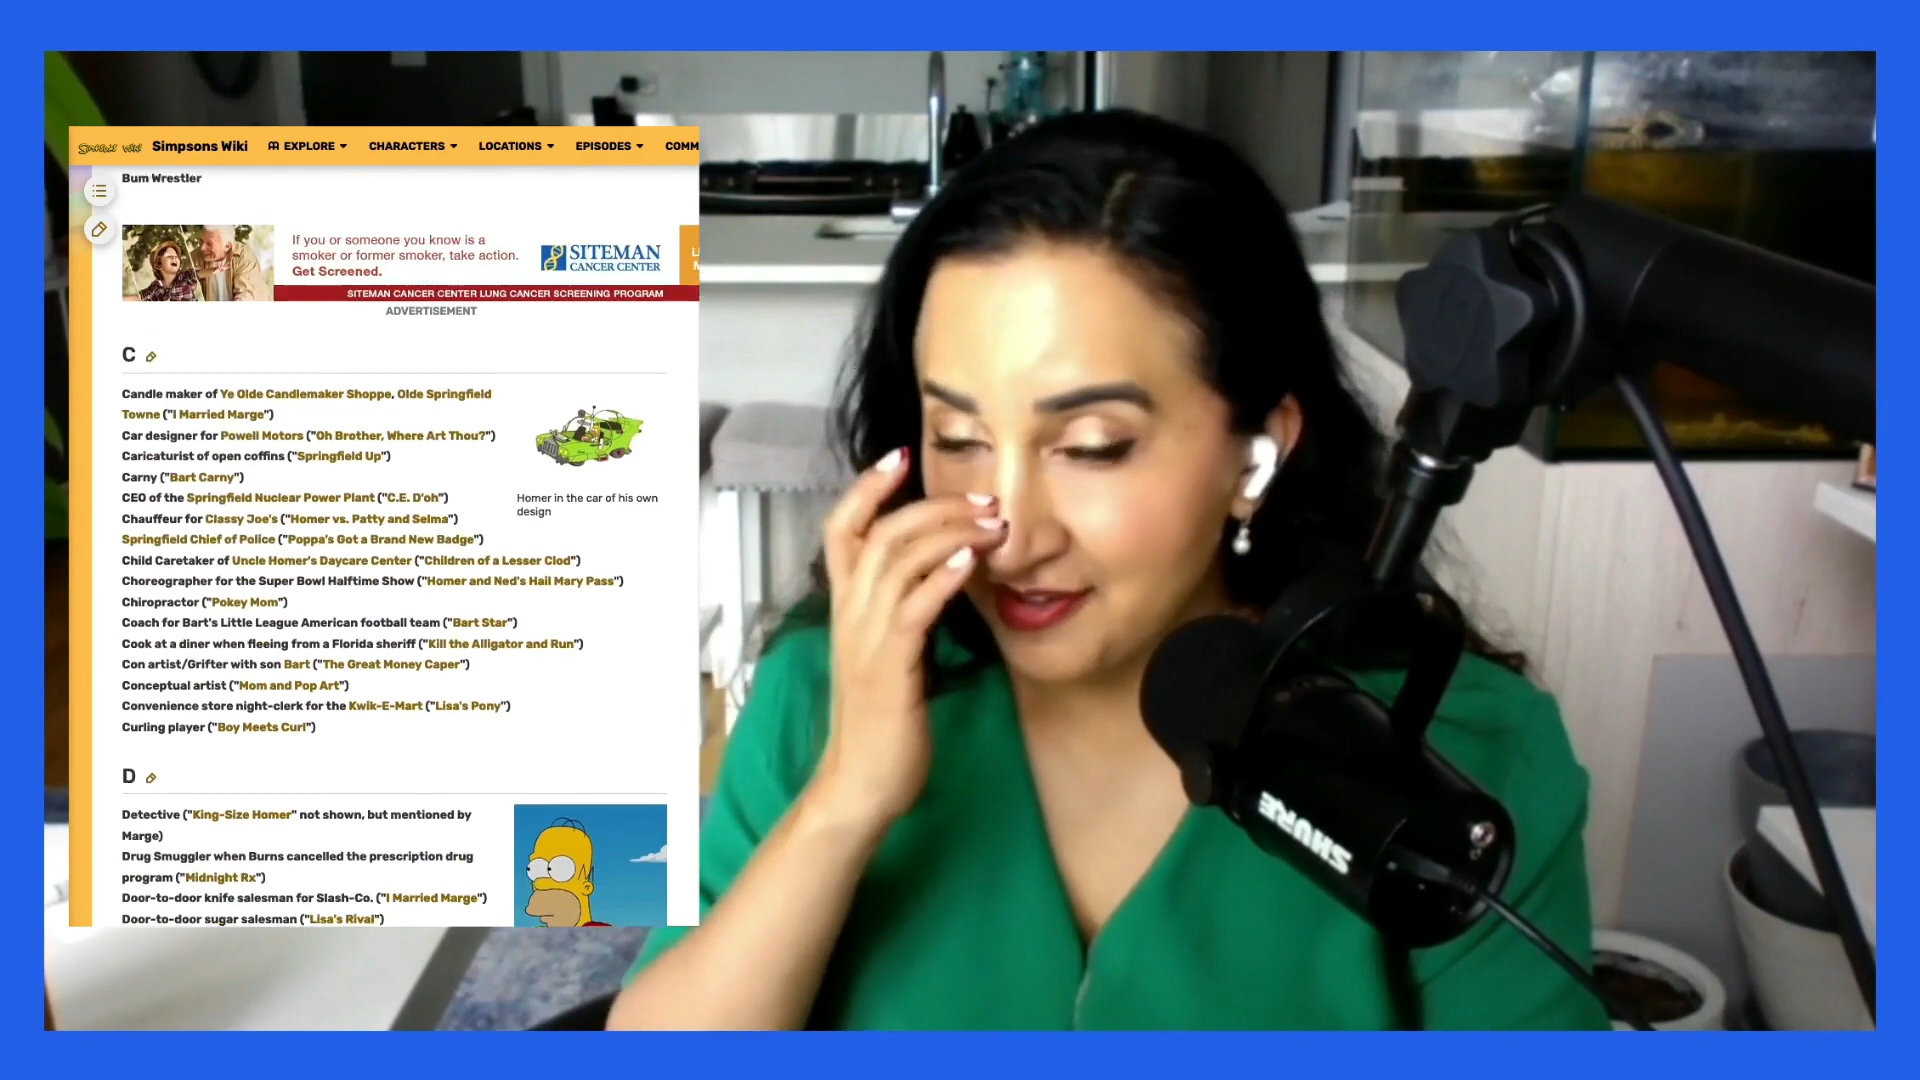 Simpsons Wiki
Simpsons Wiki EXPLORE CHARACTERS LOCATIONS EPISODES COMM
Bum Wrestler
If you or someone you know is a
smoker or former smoker, take action.
Get Screened.
SITEMAN
CANCER CENTER
SITEMAN CANCER CENTER LUNG CANCER SCREENING PROGRAM
ADVERTISEMENT
C
Candle maker of Ye Olde Candlemaker Shoppe, Olde Springfield
Towne ("I Married Marge")
Car designer for Powell Motors ("Oh Brother, Where Art Thou?")
Caricaturist of open coffins ("Springfield Up")
Carny ("Bart Carny")
CEO of the Springfield Nuclear Power Plant ("C.E. D'oh")
Chauffeur for Classy Joe's ("Homer vs. Patty and Selma")
Springfield Chief of Police ("Poppa's Got a Brand New Badge")
Child Caretaker of Uncle Homer's Daycare Center ("Children of a Lesser Clod")
Choreographer for the Super Bowl Halftime Show ("Homer and Ned's Hail Mary Pass")
Chiropractor ("Pokey Mom")
Coach for Bart's Little League American football team ("Bart Star")
Cook at a diner when fleeing from a Florida sheriff ("Kill the Alligator and Run")
Con artist/Grifter with son Bart ("The Great Money Caper")
Conceptual artist ("Mom and Pop Art")
Convenience store night-clerk for the Kwik-E-Mart ("Lisa's Pony")
Curling player ("Boy Meets Curl")
Homer in the car of his own
design
D
Detective ("King-Size Homer" not shown, but mentioned by
Marge)
Drug Smuggler when Burns cancelled the prescription drug
program ("Midnight Rx")
Door-to-door knife salesman for Slash-Co. ("I Married Marge")
Door-to-door sugar salesman ("Lisa's Rival")
SHURE